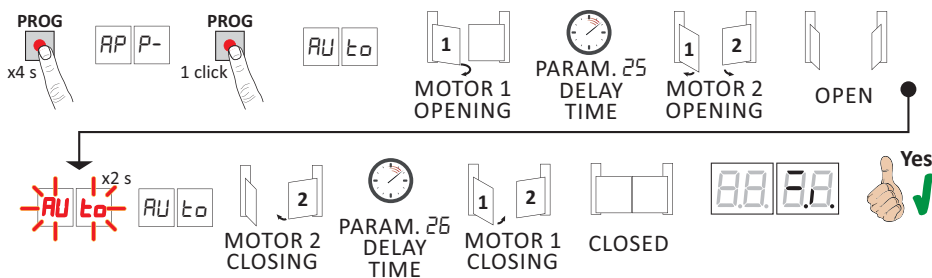 PROG
x4 s
AP P-
PROG
1 click
AU to
1
MOTOR 1
OPENING
PARAM. 25
DELAY
TIME
1 2
MOTOR 2
OPENING
OPEN
AU to
x2 s
AU to
2
MOTOR 2
CLOSING
PARAM. 26
DELAY
TIME
1 2
MOTOR 1
CLOSING
CLOSED
Yes